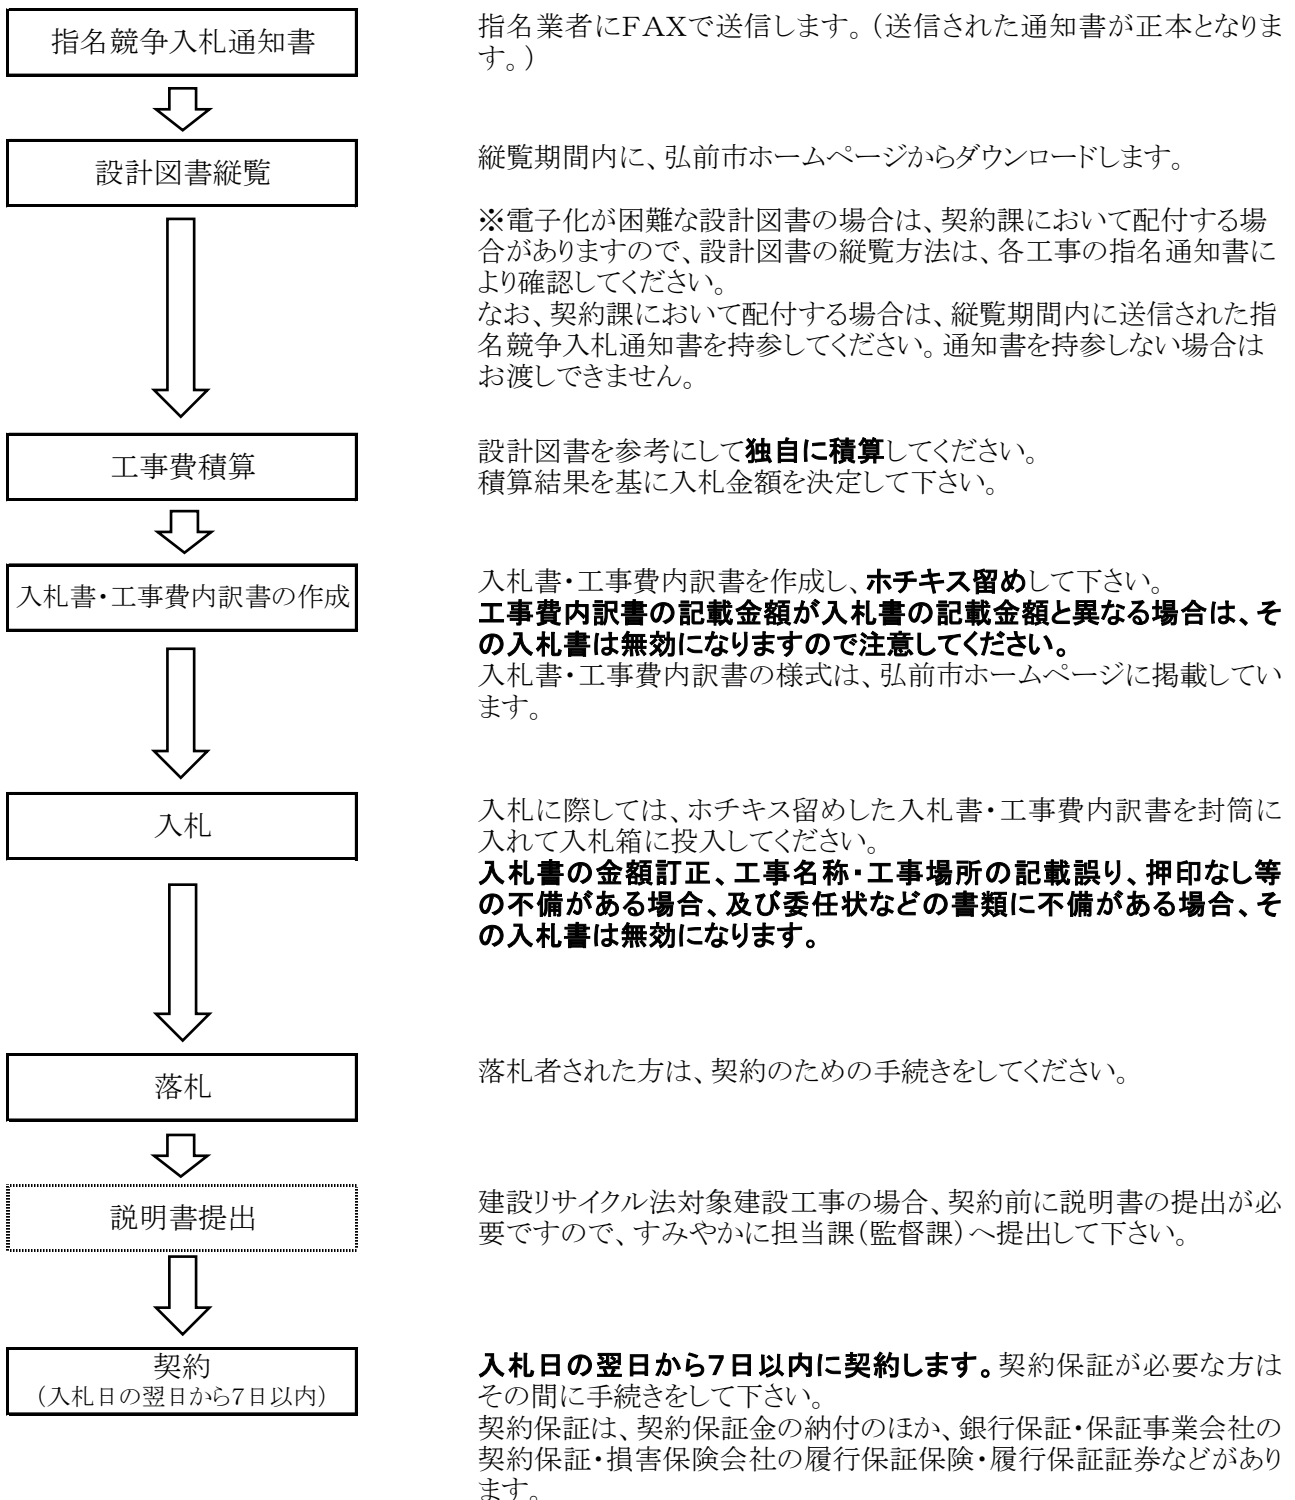 指名競争入札通知書
指名業者にFAXで送信します。（送信された通知書が正本となりま
す。）
設計図書縦覧
縦覧期間内に、弘前市ホームページからダウンロードします。
※電子化が困難な設計図書の場合は、契約課において配付する場
合がありますので、設計図書の縦覧方法は、各工事の指名通知書に
より確認してください。
なお、契約課において配付する場合は、縦覧期間内に送信された指
名競争入札通知書を持参してください。通知書を持参しない場合は
お渡しできません。
工事費積算
設計図書を参考にして独自に積算してください。
積算結果を基に入札金額を決定して下さい。
入札書・工事費内訳書の作成
入札書・工事費内訳書を作成し、ホチキス留めして下さい。
工事費内訳書の記載金額が入札書の記載金額と異なる場合は、そ
の入札書は無効になりますので注意してください。
入札書・工事費内訳書の様式は、弘前市ホームページに掲載してい
ます。
入札
入札に際しては、ホチキス留めした入札書・工事費内訳書を封筒に
入れて入札箱に投入してください。
入札書の金額訂正、工事名称・工事場所の記載誤り、押印なし等
の不備がある場合、及び委任状などの書類に不備がある場合、そ
の入札書は無効になります。
落札
落札者された方は、契約のための手続きをしてください。
説明書提出
建設リサイクル法対象建設工事の場合、契約前に説明書の提出が必
要ですので、すみやかに担当課（監督課）へ提出して下さい。
契約
（入札日の翌日から7日以内）
入札日の翌日から7日以内に契約します。契約保証が必要な方は
その間に手続きをして下さい。
契約保証は、契約保証金の納付のほか、銀行保証・保証事業会社の
契約保証・損害保険会社の履行保証保険・履行保証証券などがあり
ます。